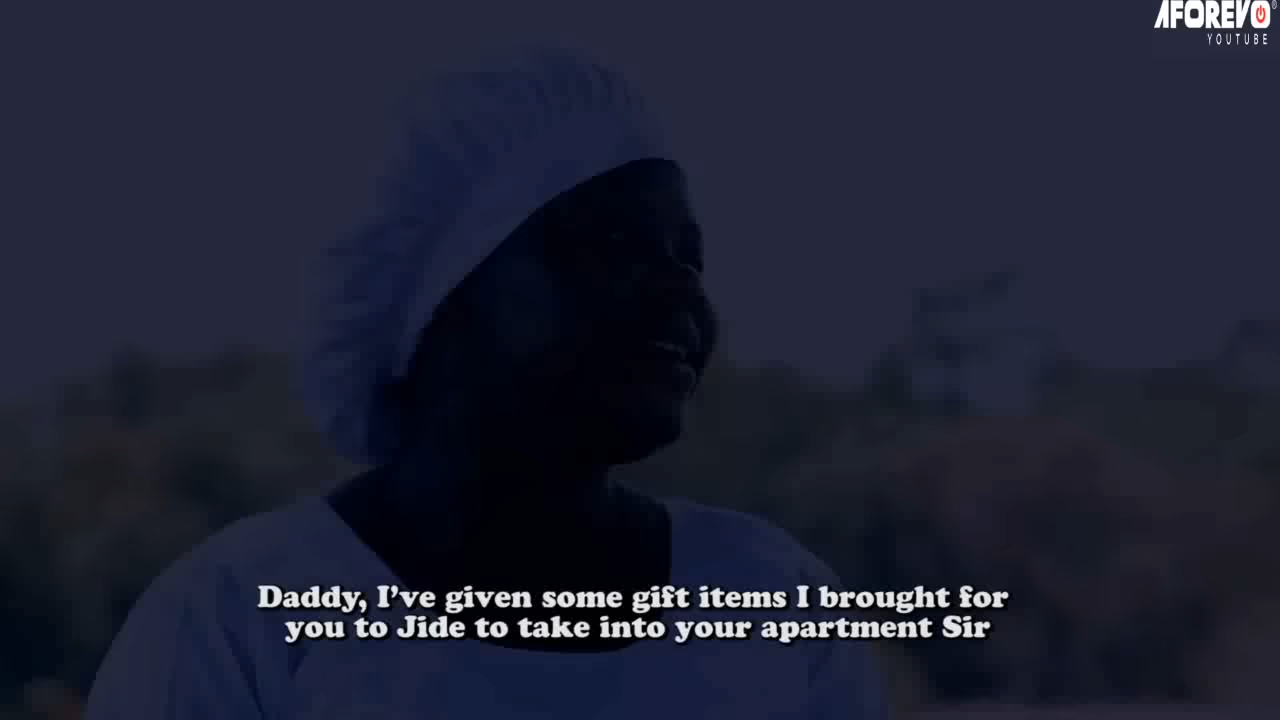 AFOREVO
YOUTUBE
Daddy, I've given some gift items I brought for
you to Jide to take into your apartment Sir